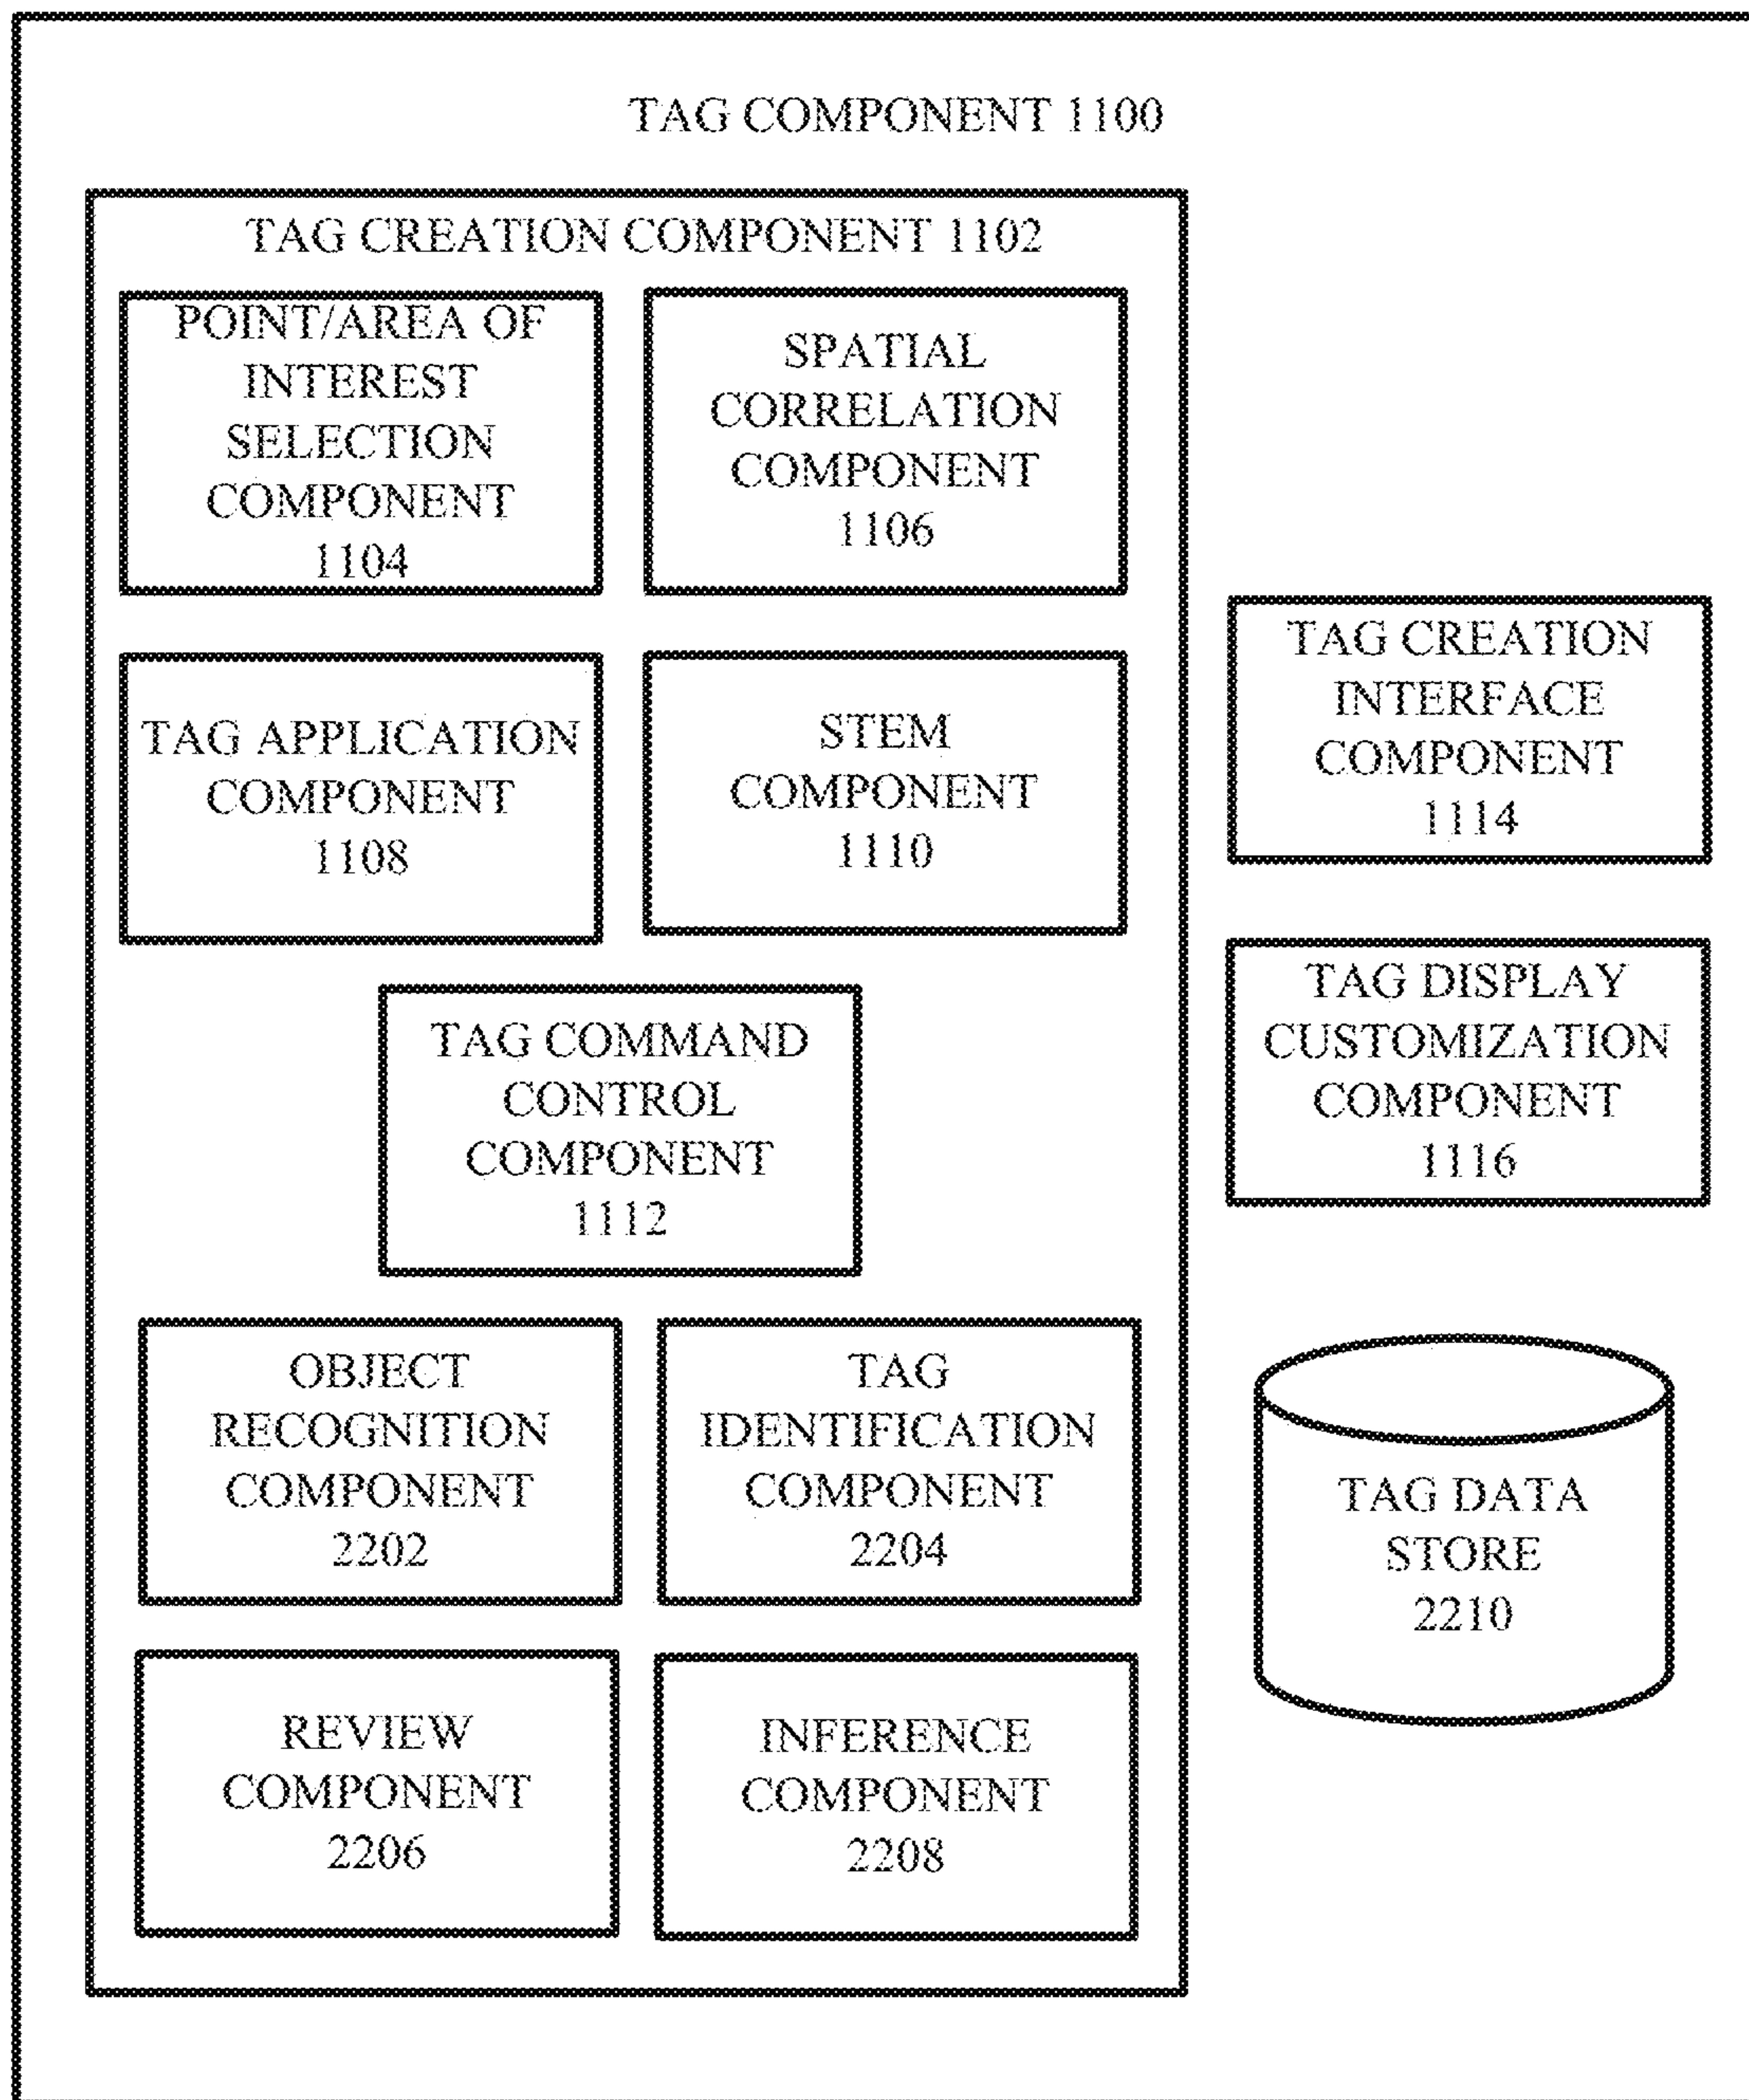 TAG COMPONENT 1100
TAG CREATION COMPONENT 1102
POINT/AREA OF
INTEREST
SELECTION
COMPONENT
1104
SPATIAL
CORRELATION
COMPONENT
1106
TAG APPLICATION
COMPONENT
1108
STEM
COMPONENT
1110
TAG COMMAND
CONTROL
COMPONENT
1112
OBJECT
RECOGNITION
COMPONENT
2202
TAG
IDENTIFICATION
COMPONENT
2204
REVIEW
COMPONENT
2206
INFERENCE
COMPONENT
2208
TAG CREATION
INTERFACE
COMPONENT
1114
TAG DISPLAY
CUSTOMIZATION
COMPONENT
1116
TAG DATA
STORE
2210